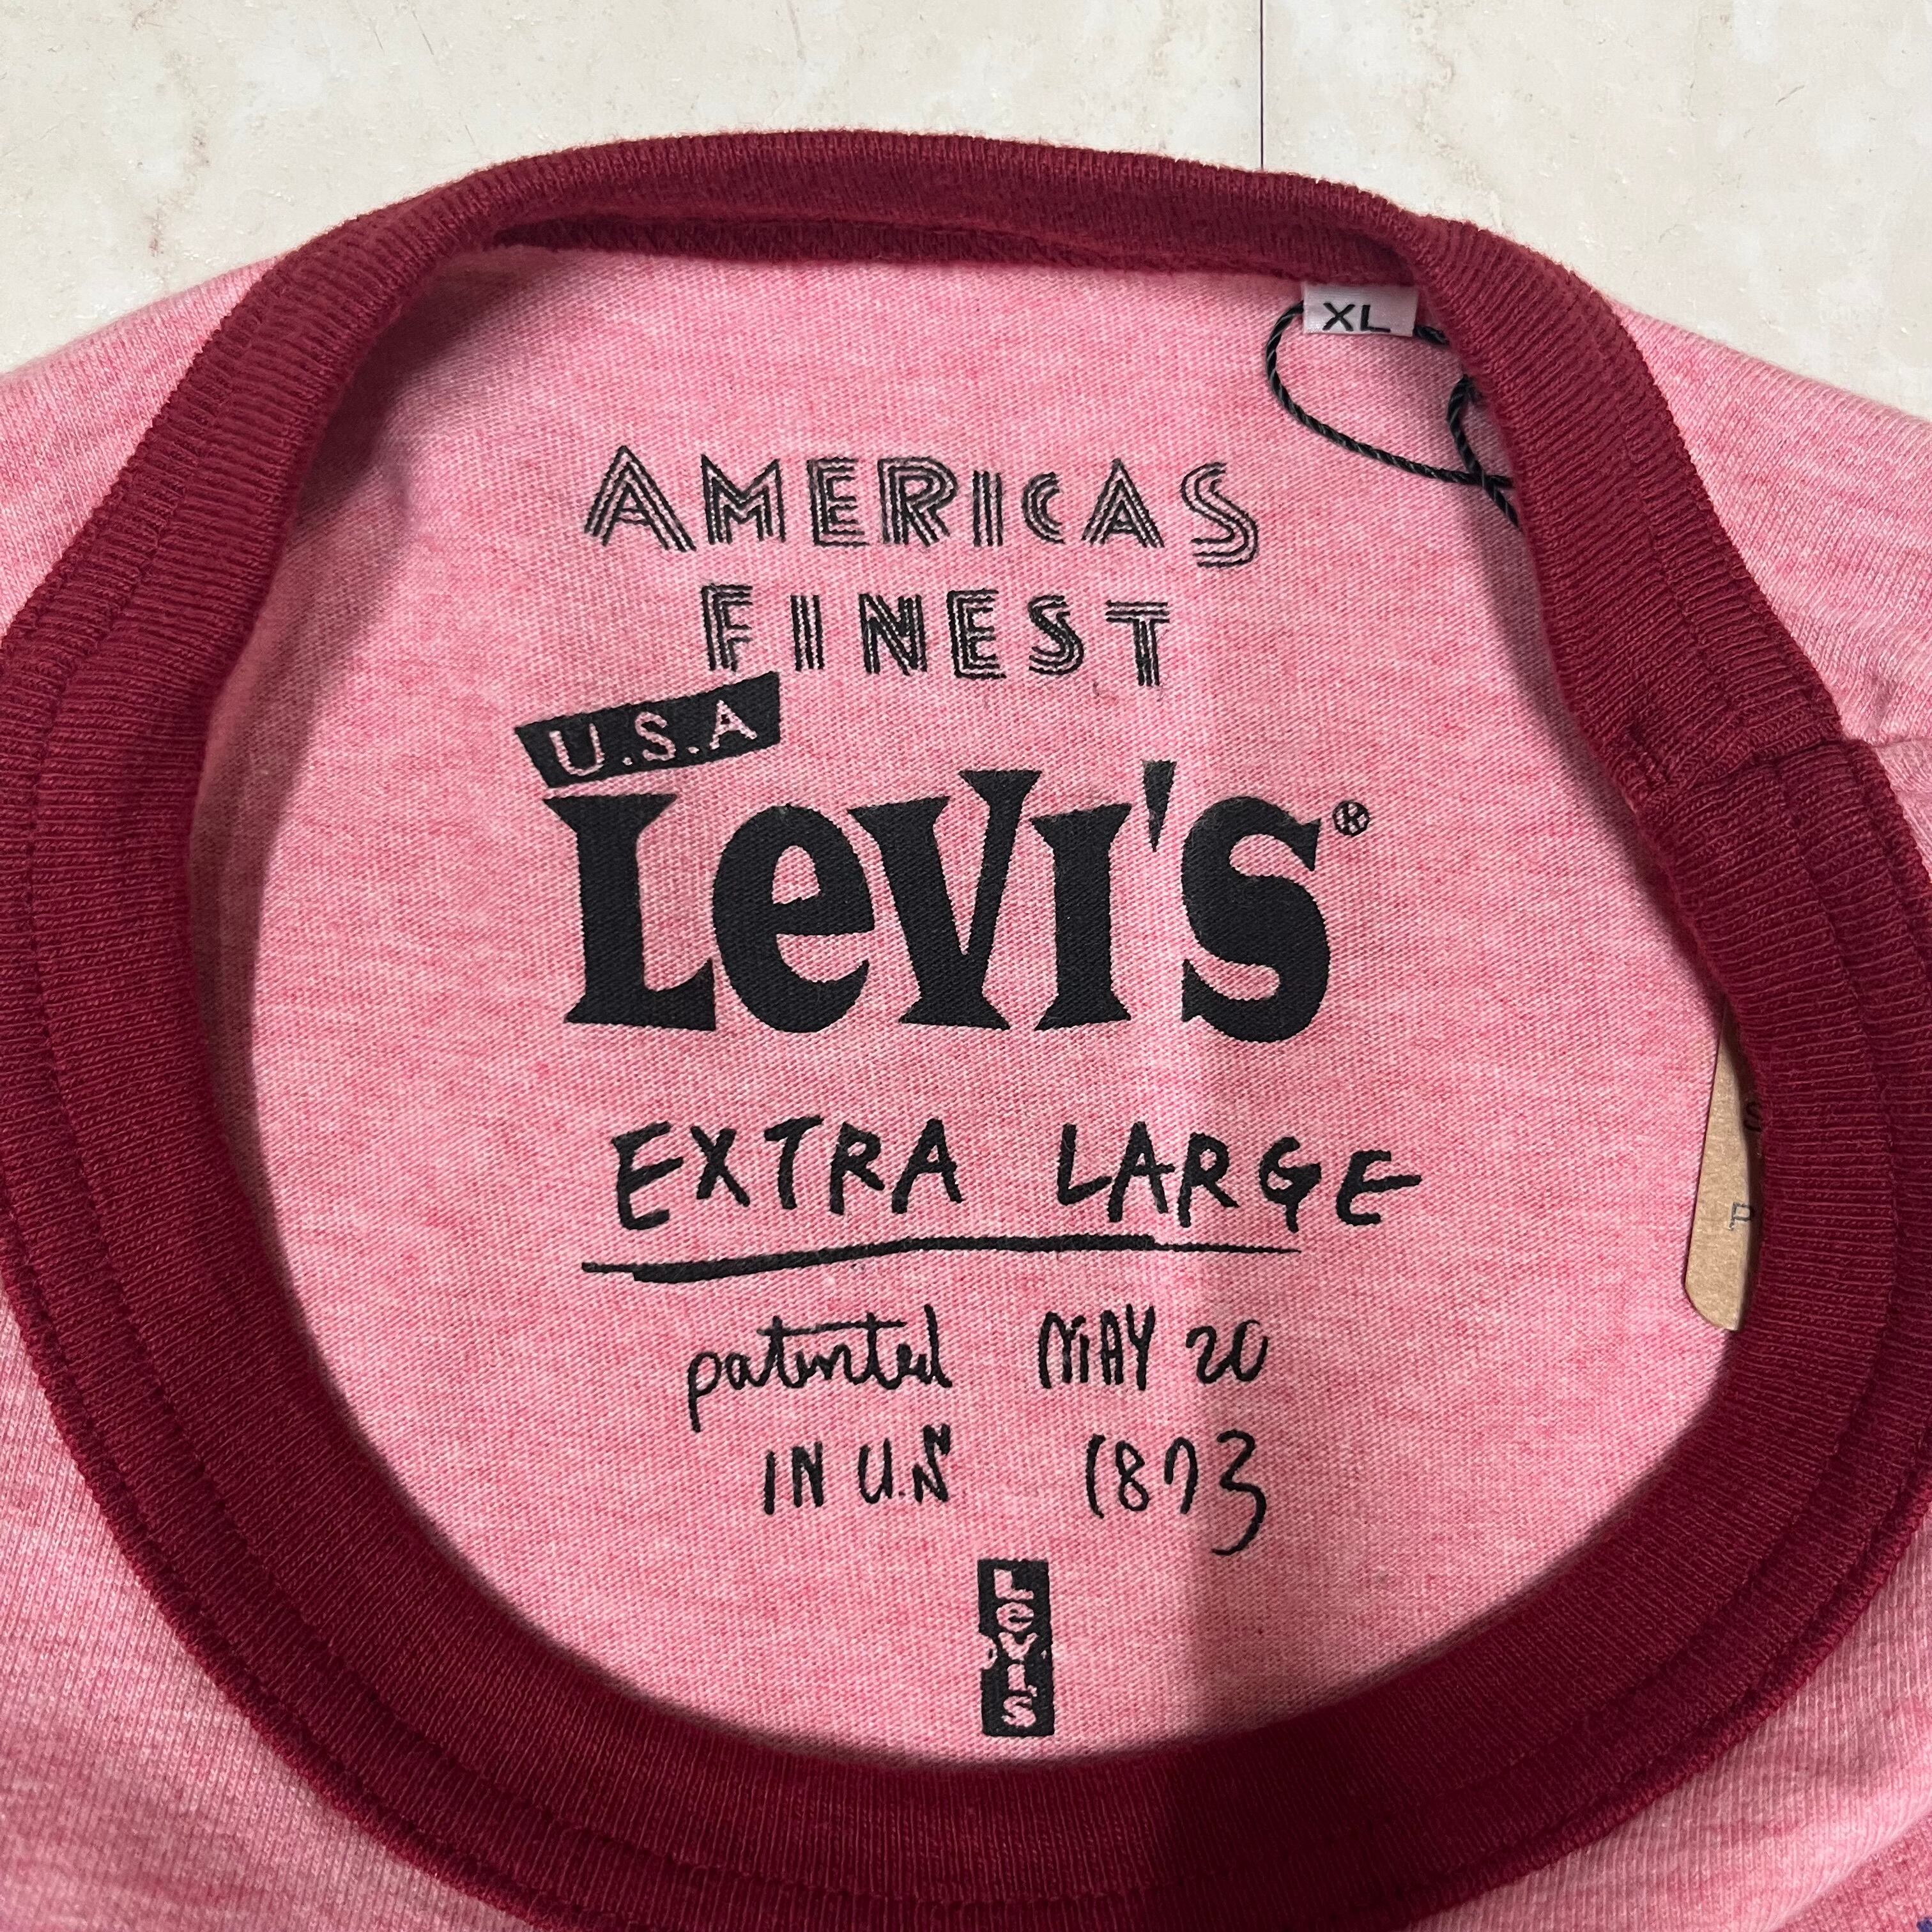 XL
AMERICAS
FINEST
U.S.A
LeVi's®
EXTRA LARGE
patented MAY 20
IN U.S 1873
LeVi's
S
P